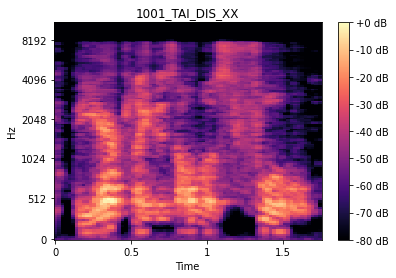 1001_TAI_DIS_XX
+0 dB
8192
-10 dB
4096
-20 dB
-30 dB
2048
Hz
-40 dB
1024
-50 dB
512
-60 dB
-70 dB
0
-80 dB
0
0.5
1
1.5
Time